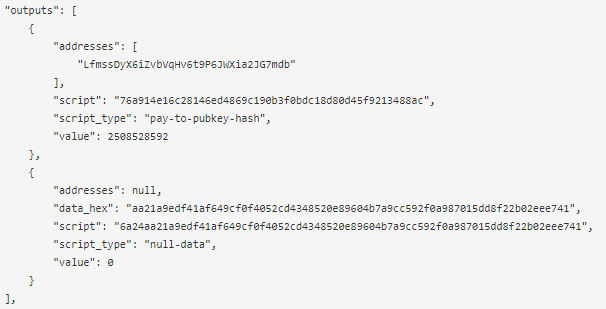 "outputs": [
{
"addresses": [
"LfmssDyX6iZvbVqHv6t9P6JWXia2JG7mdb"
],
"script": "76a914e16c28146ed4869c190b3f0bdc18d80d45f9213488ac",
"script_type": "pay-to-pubkey-hash",
"value": 2508528592
},
{
"addresses": null,
"data_hex": "aa21a9edf41af649cf0f4052cd4348520e89604b7a9cc592f0a987015dd8f22b02eee741",
"script": "6a24aa21a9edf41af649cf0f4052cd4348520e89604b7a9cc592f0a987015dd8f22b02eee741",
"script_type": "null-data",
"value": 0
}
],